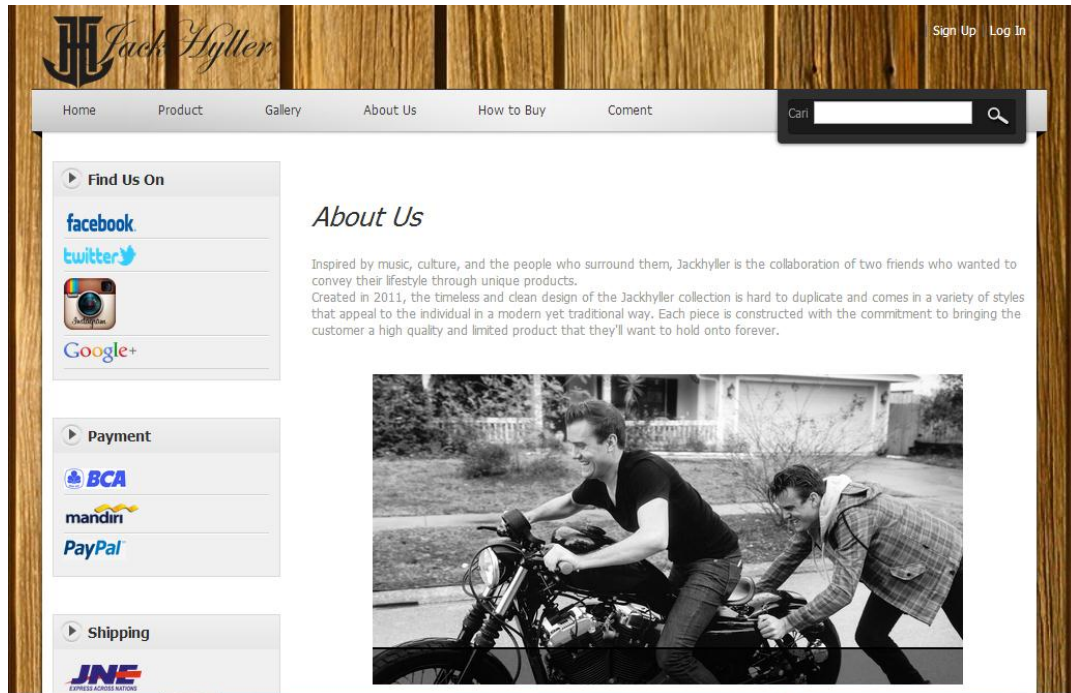 Jack Hyller
Sign Up Log In
Home Product Gallery About Us How to Buy Coment
Cari
Find Us On
facebook.
twitter
Instagram
Google+
Payment
BCA
mandiri
PayPal
Shipping
JNE
EXPRESS ACROSS NATIONS
About Us
Inspired by music, culture, and the people who surround them, Jackhyller is the collaboration of two friends who wanted to
convey their lifestyle through unique products.
Created in 2011, the timeless and clean design of the Jackhyller collection is hard to duplicate and comes in a variety of styles
that appeal to the individual in a modern yet traditional way. Each piece is constructed with the commitment to bringing the
customer a high quality and limited product that they'll want to hold onto forever.